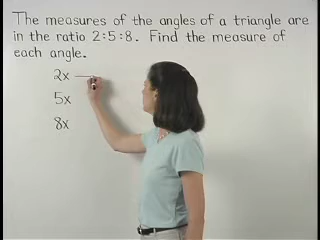 The measures of the angles of a triangle are
in the ratio 2:5:8. Find the measure of
each angle.
2x —
5x
8x